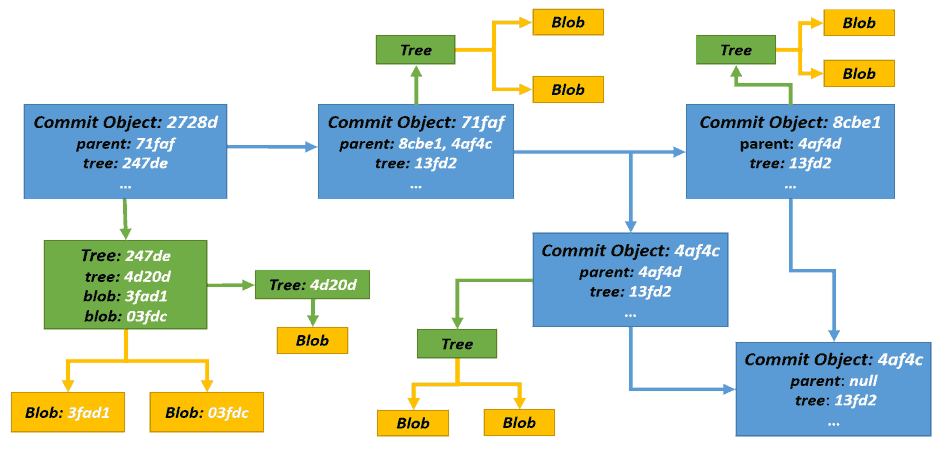 Blob
Tree
Blob
Blob
Tree
Blob
Commit Object: 2728d
parent: 71faf
tree: 247de
...
Commit Object: 71faf
parent: 8cbe1, 4af4c
tree: 13fd2
...
Commit Object: 8cbe1
parent: 4af4d
tree: 13fd2
...
Tree: 247de
tree: 4d20d
blob: 3fad1
blob: 03fdc
Tree: 4d20d
Blob
Commit Object: 4af4c
parent: 4af4d
tree: 13fd2
...
Tree
Commit Object: 4af4c
parent: null
tree: 13fd2
...
Blob: 3fad1
Blob: 03fdc
Blob
Blob